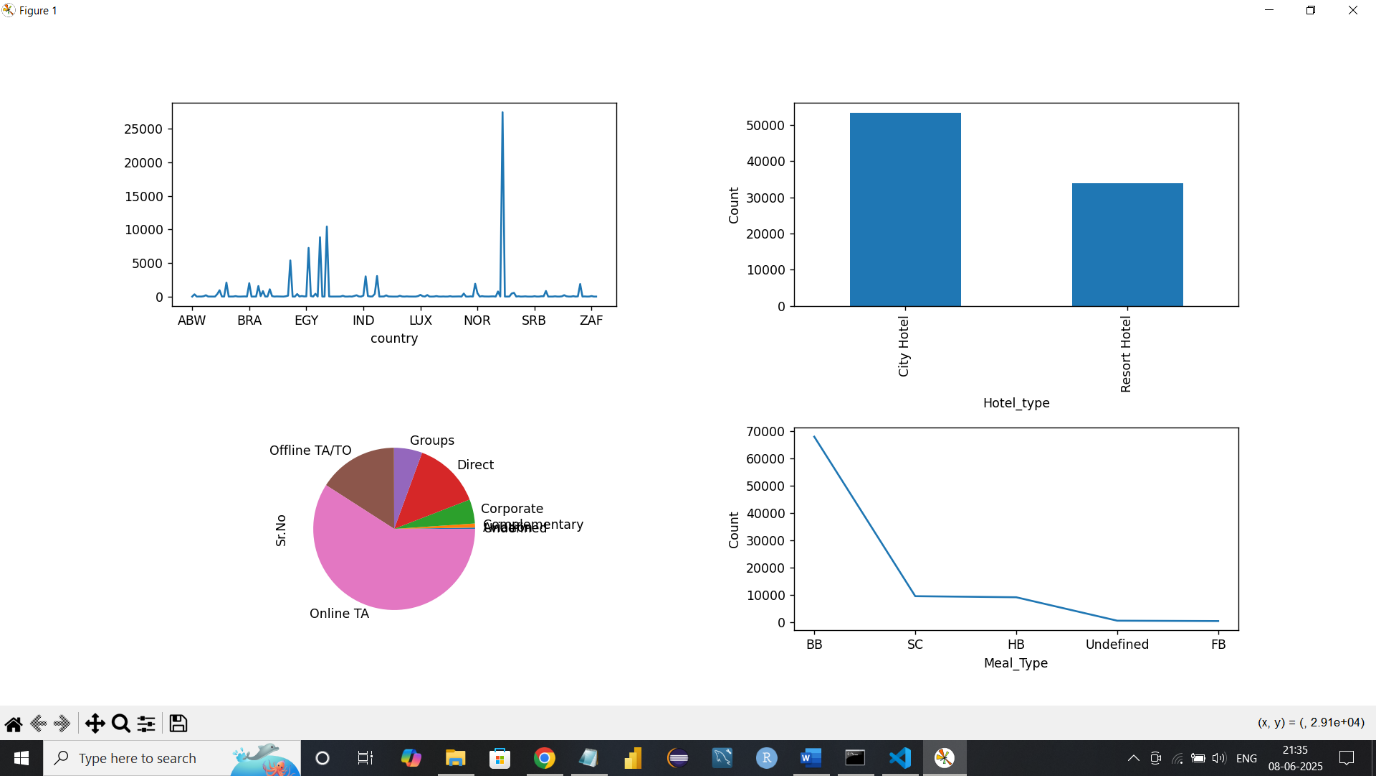 Figure 1
25000
20000
15000
10000
5000
0
ABW BRA EGY IND LUX NOR SRB ZAF
country
50000
40000
30000
20000
10000
0
Count
City Hotel
Resort Hotel
Hotel_type
Groups
Offline TA/TO
Direct
Corporate
Complementary
Undefined
Sr.No
Online TA
70000
60000
50000
40000
30000
20000
10000
0
Count
BB SC HB Undefined FB
Meal_Type
(x, y) = (, 2.91e+04)
Type here to search
ENG
21:35
08-06-2025